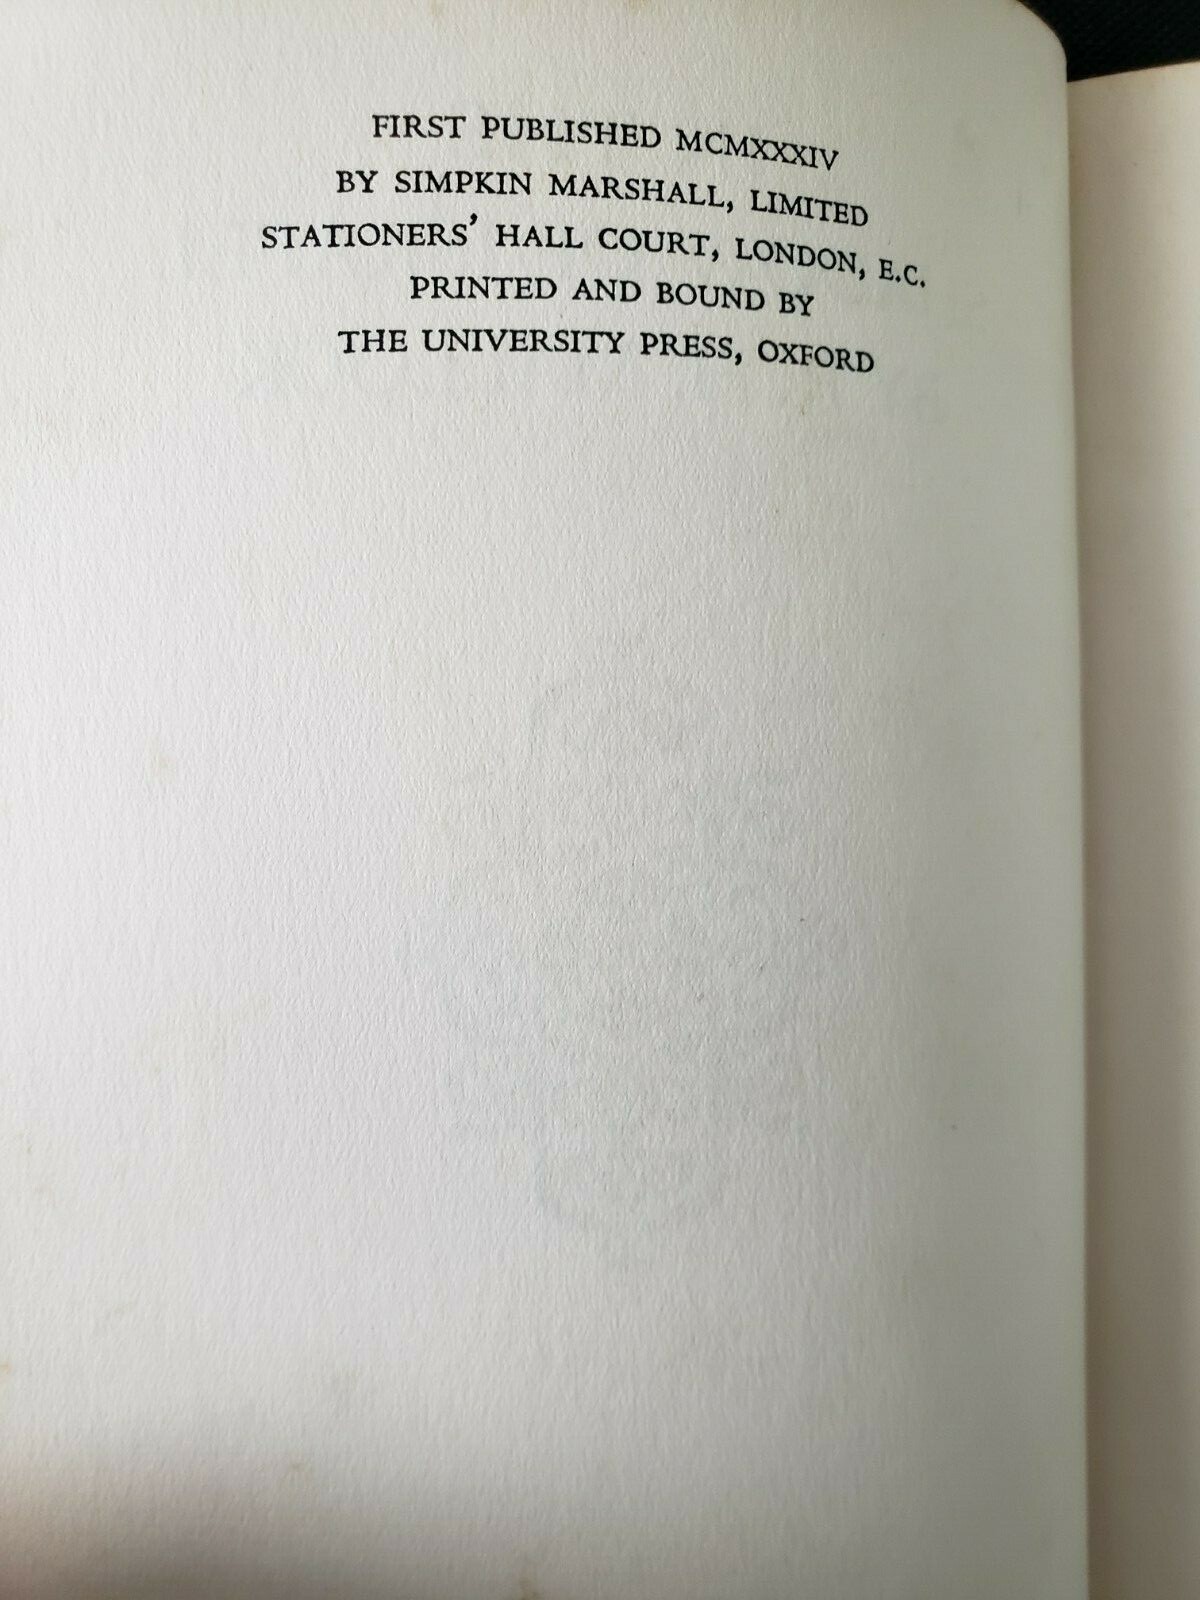 FIRST PUBLISHED MCMXXXIV
BY SIMPKIN MARSHALL, LIMITED
STATIONERS' HALL COURT, LONDON, E.C.
PRINTED AND BOUND BY
THE UNIVERSITY PRESS, OXFORD